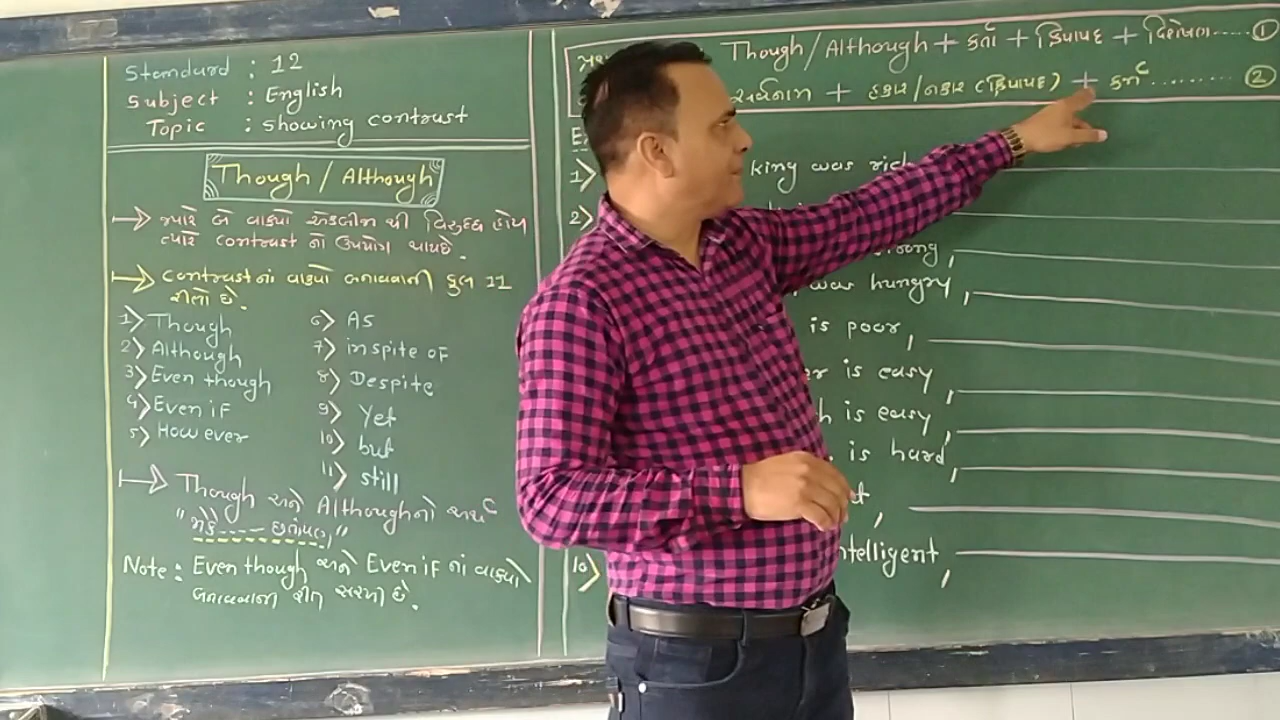 Standard : 12
Subject : English
Topic : showing contrust
Though / Although
જ્યારે બે વાક્યો એકબીજા થી વિરુદ્ધ હોય
ત્યારે contrast નો ઉપયોગ થાય છે.
contrast નાં વાક્યો બનાવવાની કુલ 11
રીતો છે.
1> Though
2> Although
3> Even though
4> Even iF
5> However
6> As
7> inspite oF
8> Despite
9> Yet
10> but
11> still
Though અને Although નો અર્થ
"જોકે ---- છતાંપણ"
Note : Even though અને Even iF નાં વાક્યો
બનાવવાની રીત સરખી છે.
Though / Although + કર્તા + ક્રિયાપદ + વિશેષણ ..... ①
સર્વનામ + હકાર / નકાર (ક્રિયાપદ) + કર્મ ......... ②
1> king was rich
2>
was hungry,
is poor,
is easy,
is easy,
is hard,
10> ntelligent,